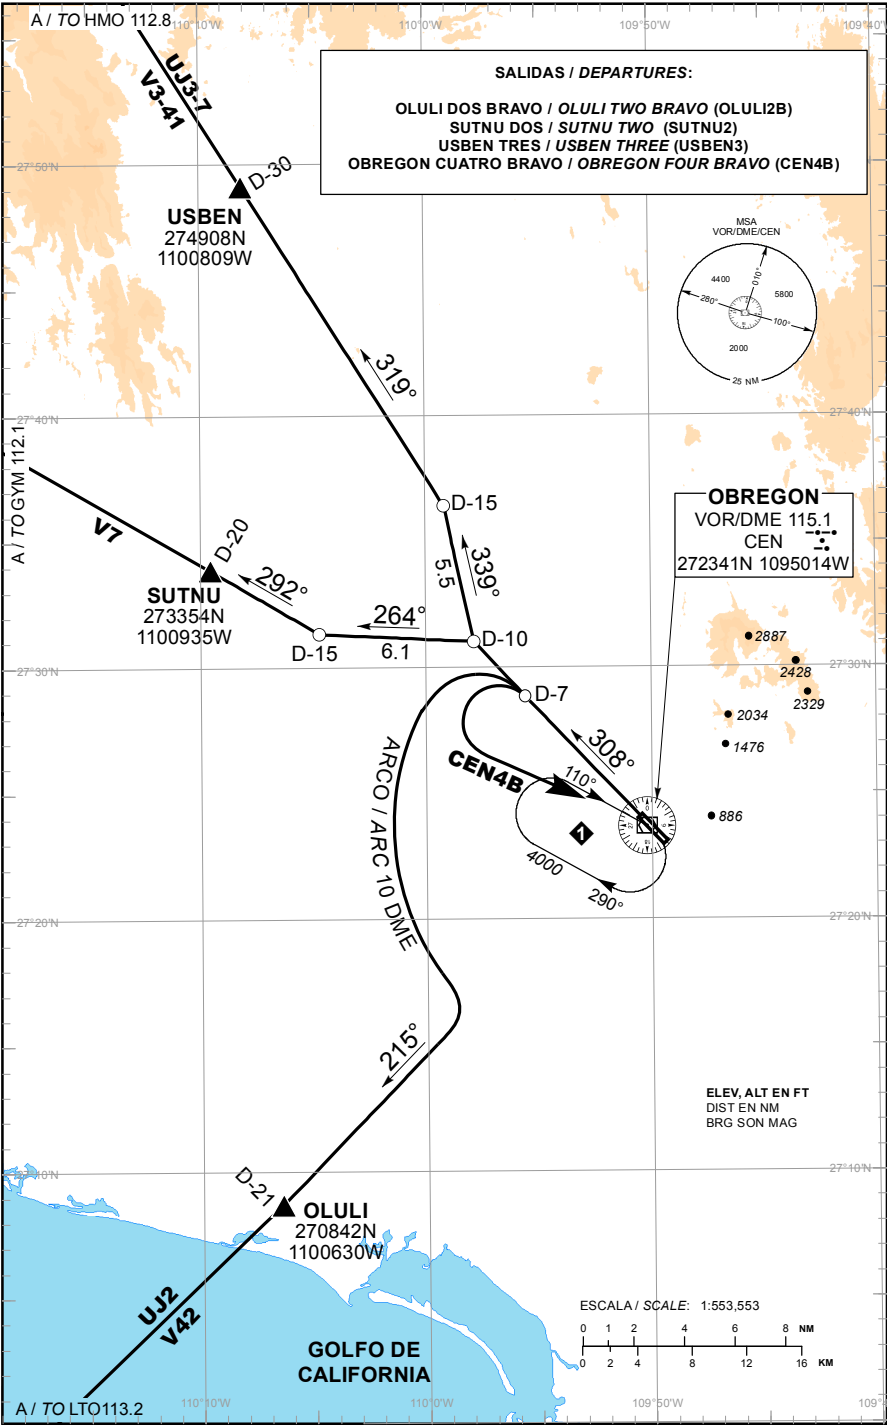 A / TO HMO 112.8
110°10'W
110°0'W
109°50'W
109°40'W
UJ3-7
V3-41
SALIDAS / DEPARTURES:
OLULI DOS BRAVO / OLULI TWO BRAVO (OLULI2B)
SUTNU DOS / SUTNU TWO (SUTNU2)
USBEN TRES / USBEN THREE (USBEN3)
OBREGON CUATRO BRAVO / OBREGON FOUR BRAVO (CEN4B)
27°50'N
D-30
USBEN
274908N
1100809W
MSA
VOR/DME/CEN
4400
010°
5800
280°
100°
2000
25 NM
319°
27°40'N
27°40'N
A / TO GYM 112.1
V7
D-15
OBREGON
VOR/DME 115.1
CEN
272341N 1095014W
D-20
292°
SUTNU
273354N
1100935W
339°
5.5
264°
6.1
D-15
D-10
27°30'N
27°30'N
2887
2428
2329
2034
1476
886
D-7
308°
CEN4B
110°
1
4000
290°
0
9
18
27
ARCO / ARC 10 DME
27°20'N
27°20'N
215°
ELEV, ALT EN FT
DIST EN NM
BRG SON MAG
27°10'N
27°10'N
D-21
OLULI
270842N
1100630W
UJ2
V42
GOLFO DE
CALIFORNIA
ESCALA / SCALE: 1:553,553
0 1 2 4 6 8 NM
0 2 4 8 12 16 KM
A / TO LTO113.2
110°10'W
110°0'W
109°50'W
109°